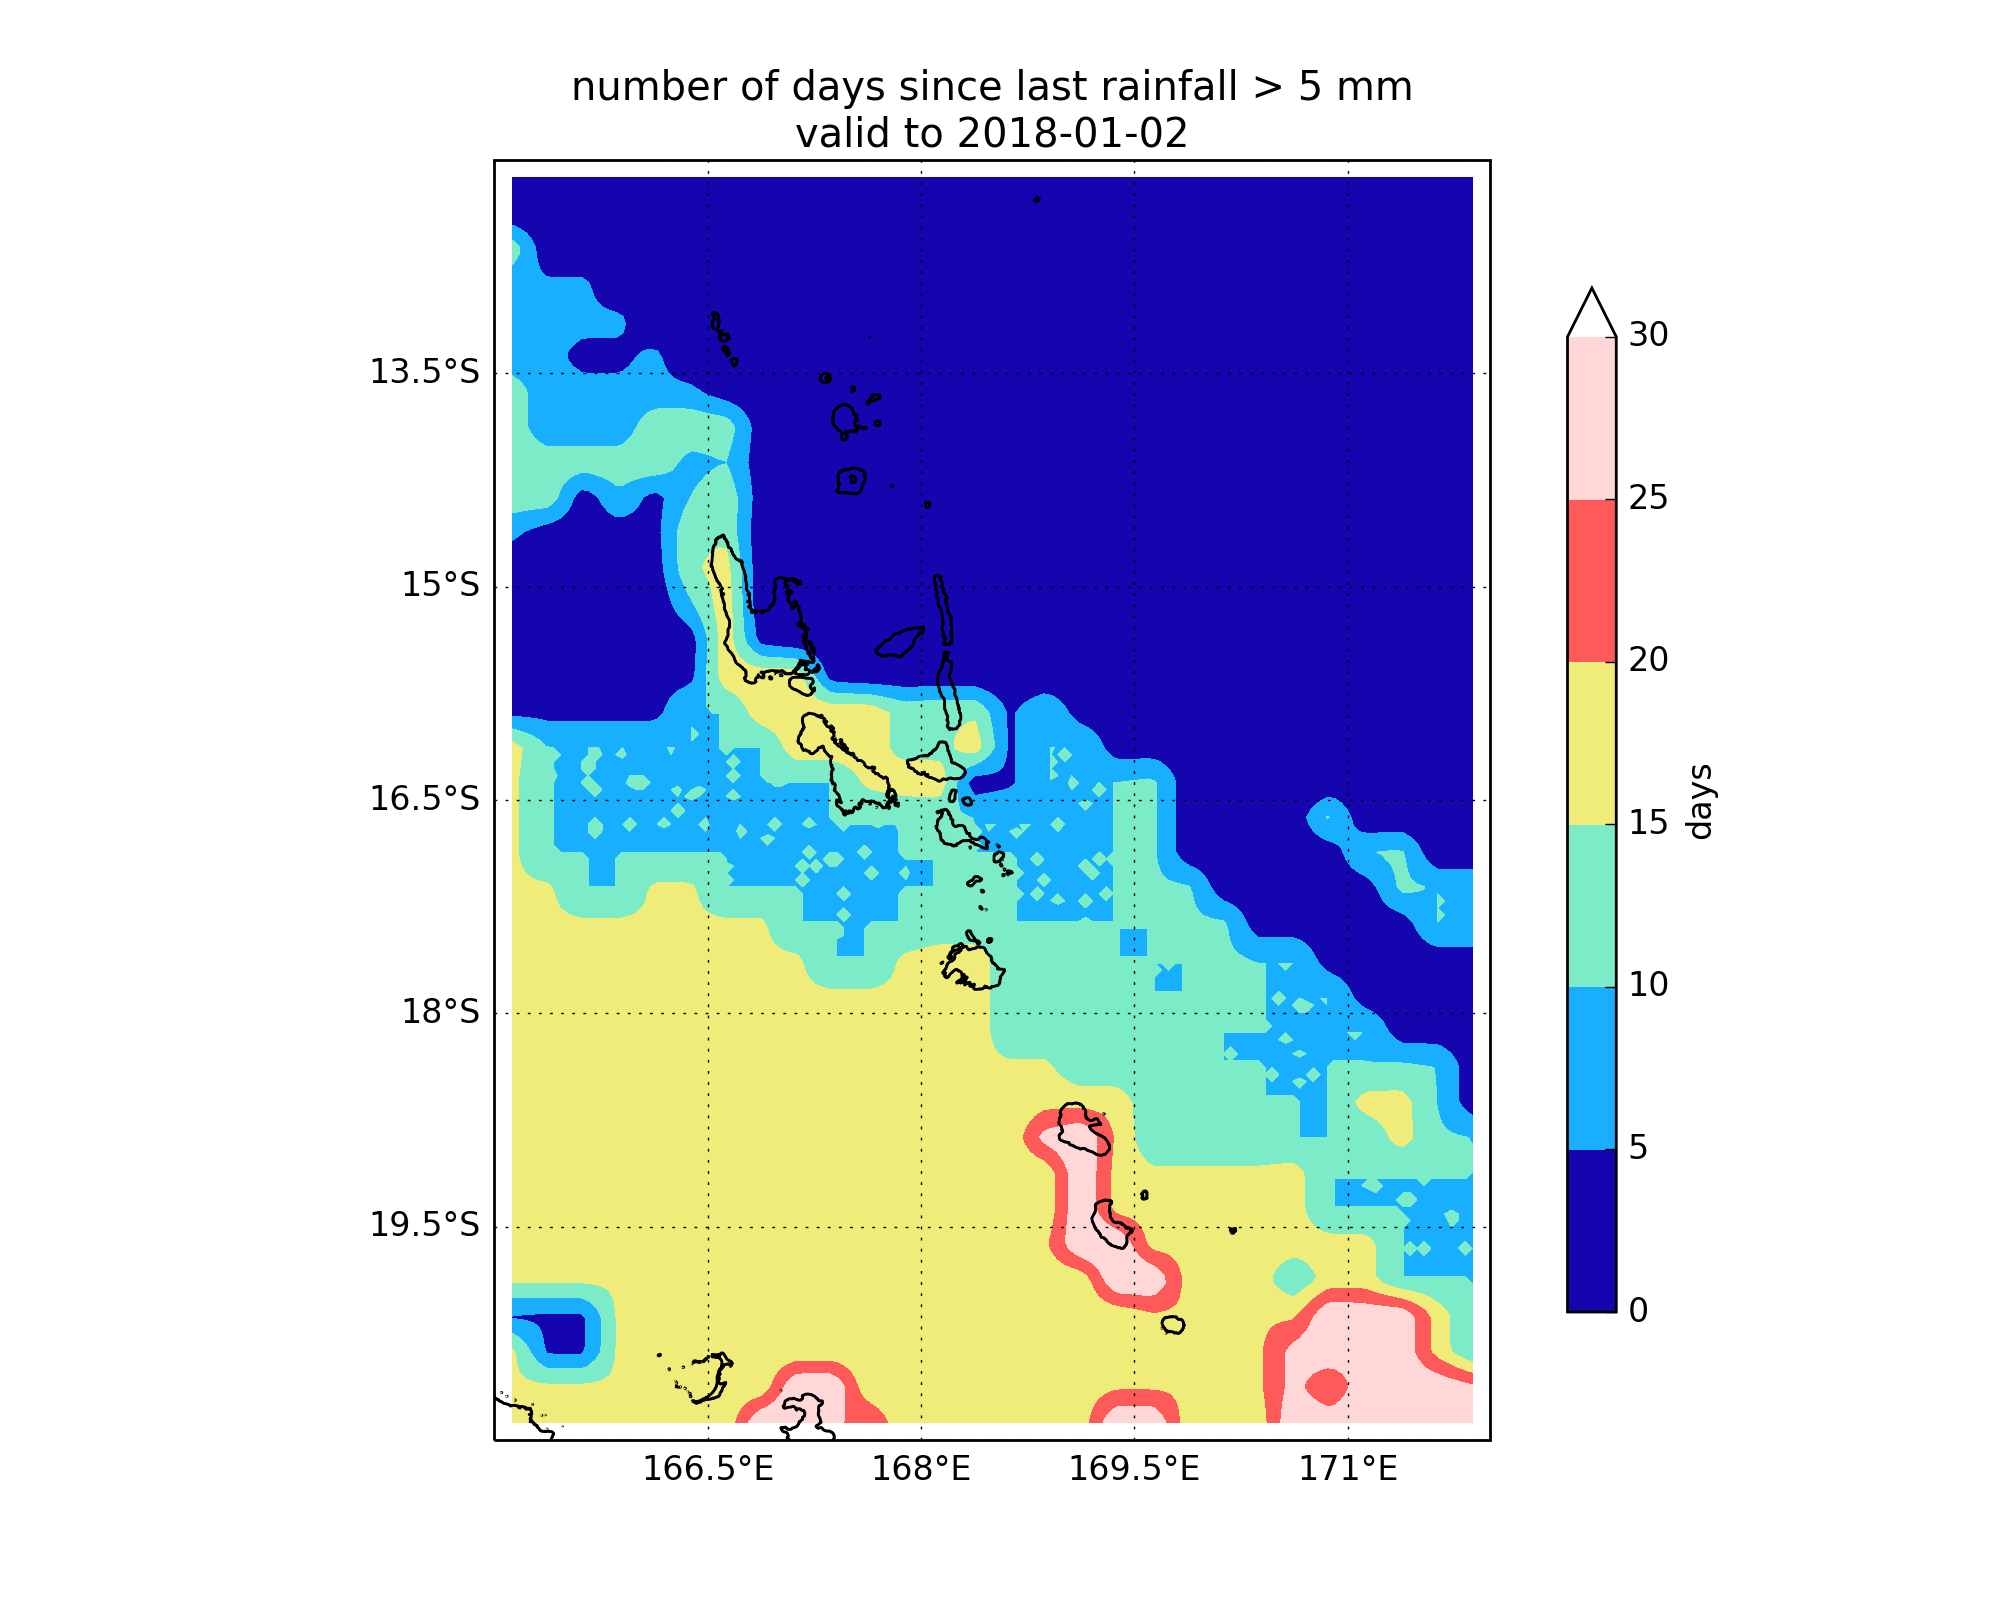 number of days since last rainfall > 5 mm
valid to 2018-01-02
13.5°S
15°S
16.5°S
18°S
19.5°S
166.5°E
168°E
169.5°E
171°E
30
25
20
15
10
5
0
days